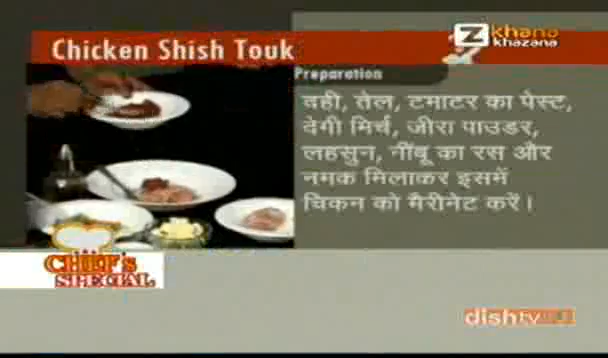 Chicken Shish Touk
Z khana khazana
Preparation
दही, तेल, टमाटर का पेस्ट,
देगी मिर्च, जीरा पाउडर,
लहसुन, नींबू का रस और
नमक मिलाकर इसमें
चिकन को मैरीनेट करें।
CHEF's
SPECIAL
dishtv